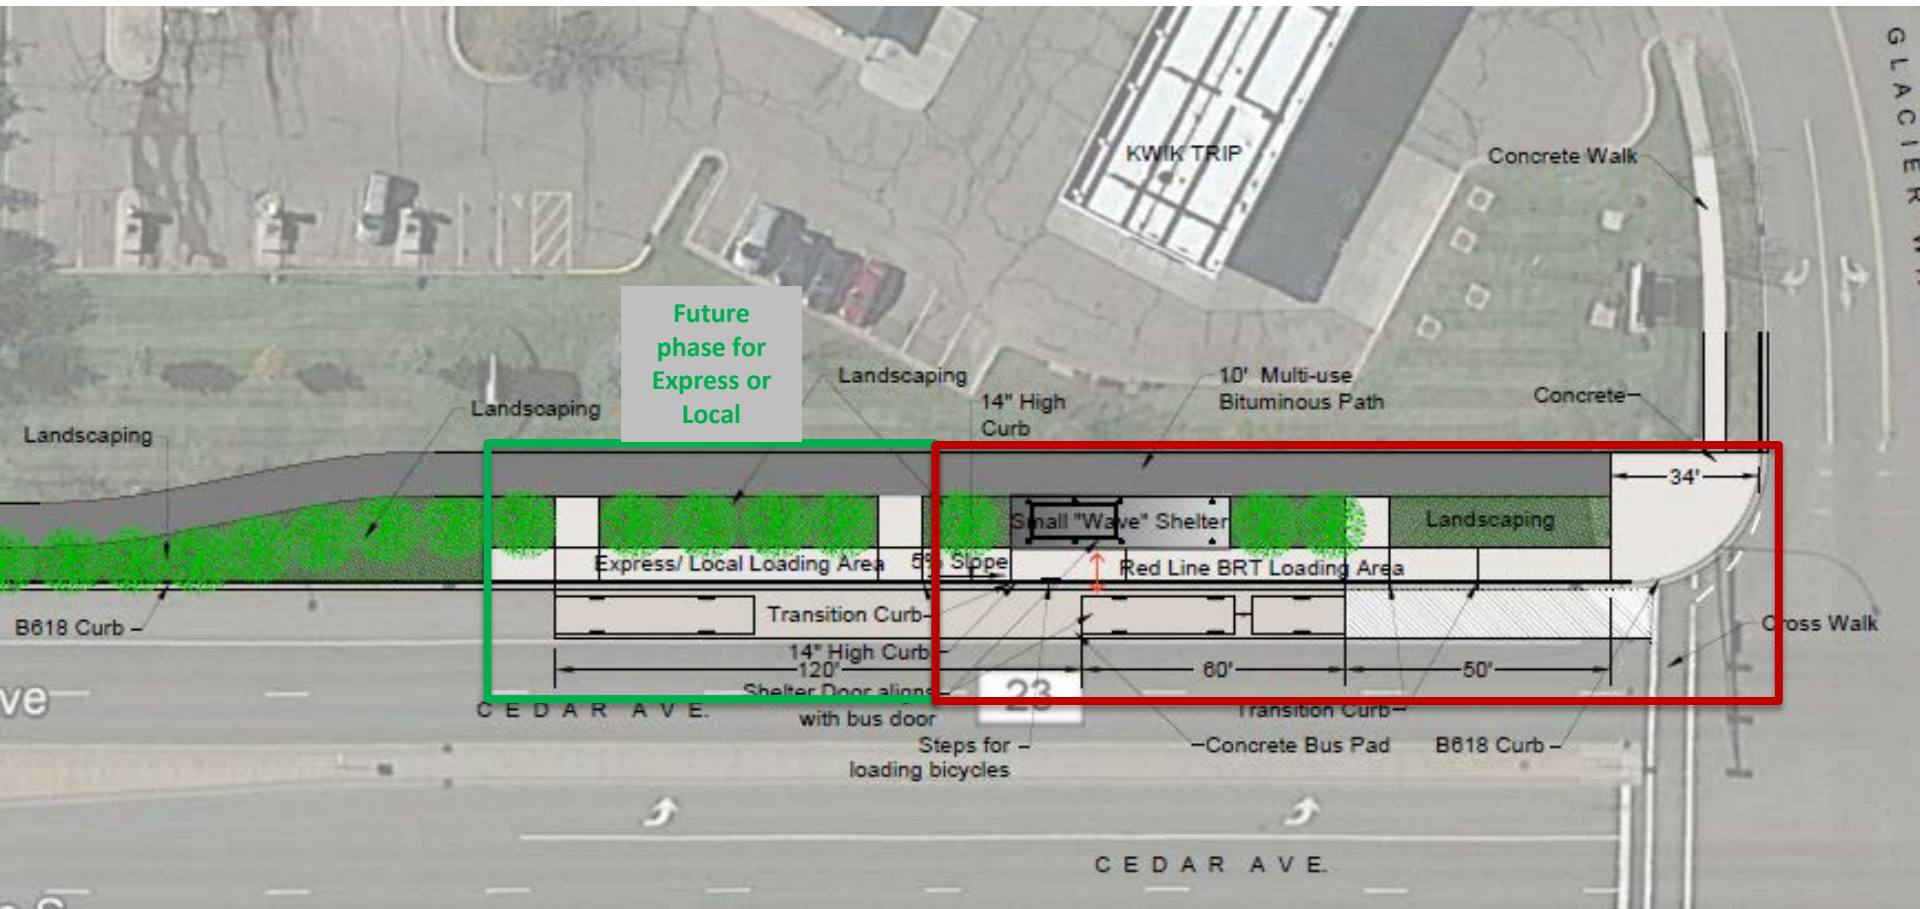 GLACIER W
KWIK TRIP
Concrete Walk
Future
phase for
Express or
Local
Landscaping
10' Multi-use
Bituminous Path
Concrete
14" High
Curb
Landscaping
Landscaping
34'
Small "Wave" Shelter
Landscaping
Express/ Local Loading Area
5% Slope
Red Line BRT Loading Area
B618 Curb
Transition Curb
Cross Walk
14" High Curb
120'
60'
50'
Shelter Door aligns
with bus door
23
ve
CEDAR AVE.
Transition Curb
Steps for
loading bicycles
Concrete Bus Pad
B618 Curb
CEDAR AVE.